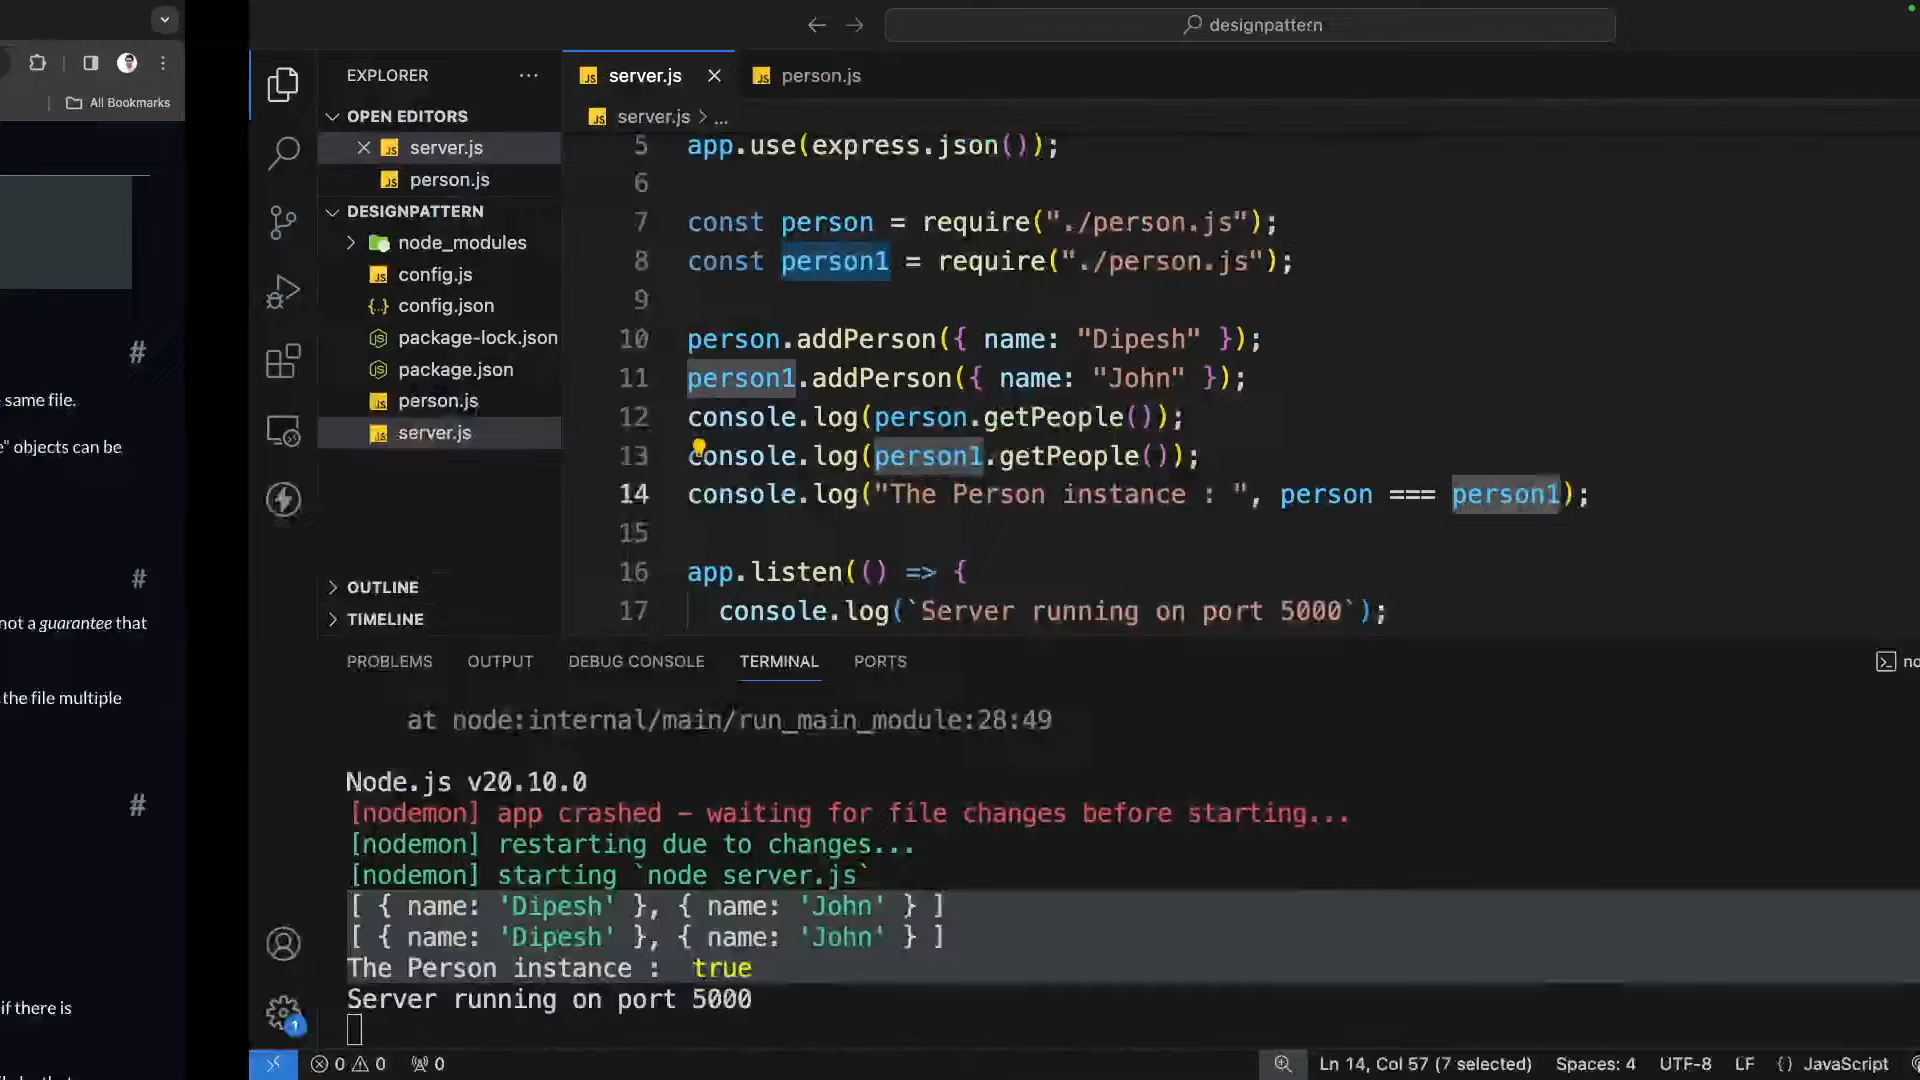 All Bookmarks
#
same file.
e" objects can be
#
not a guarantee that
the file multiple
#
if there is
designpattern
EXPLORER
OPEN EDITORS
server.js
person.js
DESIGNPATTERN
node_modules
config.js
config.json
package-lock.json
package.json
person.js
server.js
OUTLINE
TIMELINE
server.js
person.js
server.js > ...
5 app.use(express.json());
6
7 const person = require("./person.js");
8 const person1 = require("./person.js");
9
10 person.addPerson({ name: "Dipesh" });
11 person1.addPerson({ name: "John" });
12 console.log(person.getPeople());
13 console.log(person1.getPeople());
14 console.log("The Person instance : ", person === person1);
15
16 app.listen(() => {
17 console.log(`Server running on port 5000`);
PROBLEMS OUTPUT DEBUG CONSOLE TERMINAL PORTS
no
at node:internal/main/run_main_module:28:49
Node.js v20.10.0
[nodemon] app crashed - waiting for file changes before starting...
[nodemon] restarting due to changes...
[nodemon] starting `node server.js`
[ { name: 'Dipesh' }, { name: 'John' } ]
[ { name: 'Dipesh' }, { name: 'John' } ]
The Person instance :  true
Server running on port 5000
1
0 0 0
Ln 14, Col 57 (7 selected) Spaces: 4 UTF-8 LF {} JavaScript